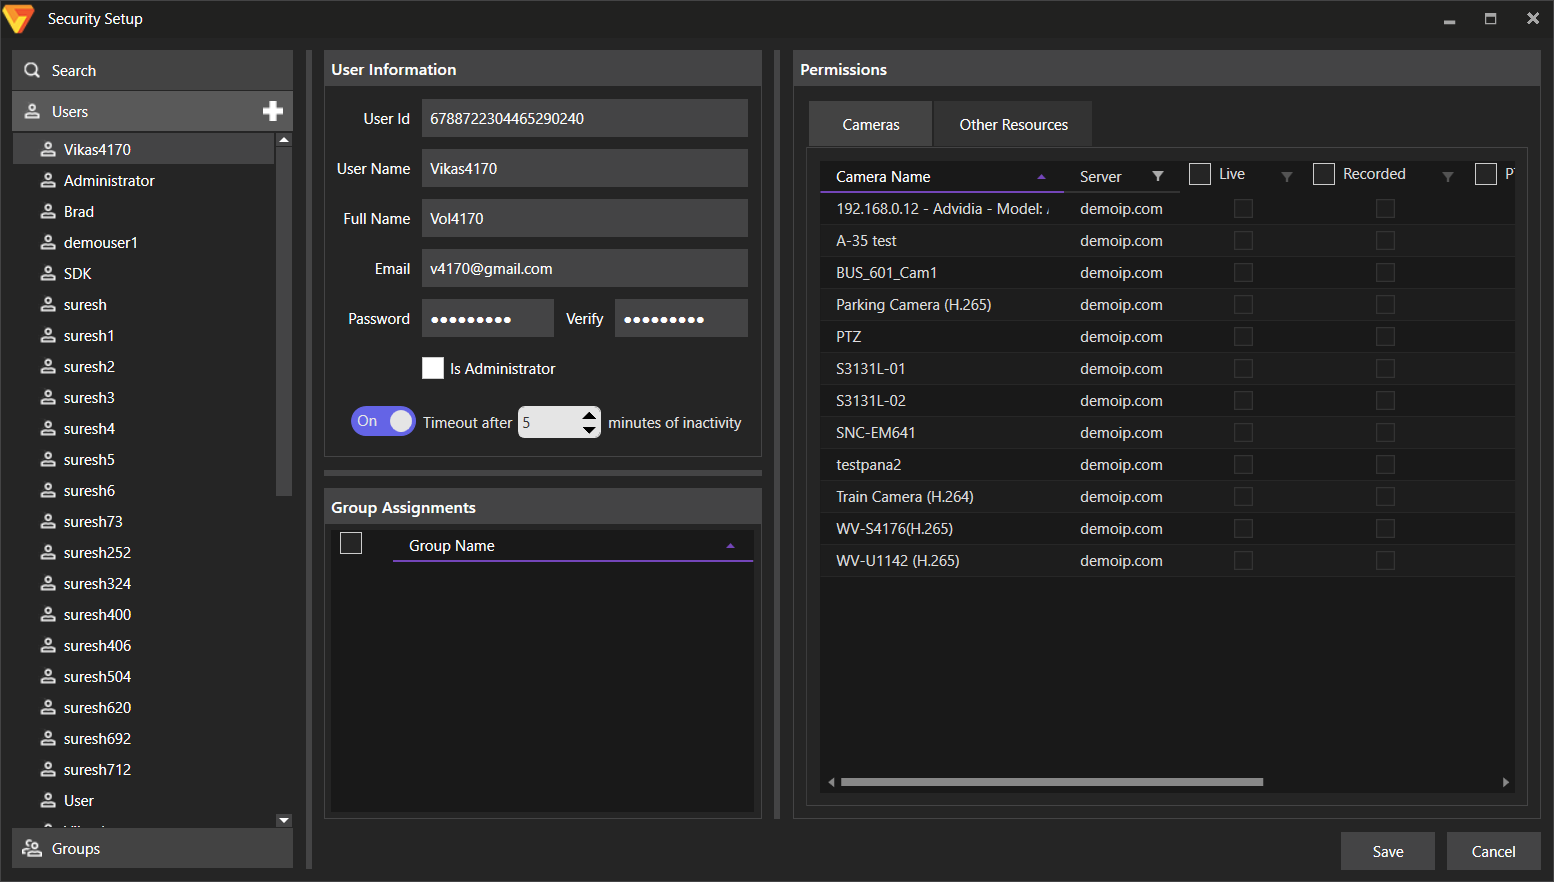 Security Setup
Search
Users
Vikas4170
Administrator
Brad
demouser1
SDK
suresh
suresh1
suresh2
suresh3
suresh4
suresh5
suresh6
suresh73
suresh252
suresh324
suresh400
suresh406
suresh504
suresh620
suresh692
suresh712
User
Groups
User Information
User Id 6788722304465290240
User Name Vikas4170
Full Name Vol4170
Email v4170@gmail.com
Password ●●●●●●●●● Verify ●●●●●●●●●
Is Administrator
On Timeout after 5 minutes of inactivity
Group Assignments
Group Name
Permissions
Cameras Other Resources
Camera Name Server Live Recorded
192.168.0.12 - Advidia - Model: demoip.com
A-35 test demoip.com
BUS_601_Cam1 demoip.com
Parking Camera (H.265) demoip.com
PTZ demoip.com
S3131L-01 demoip.com
S3131L-02 demoip.com
SNC-EM641 demoip.com
testpana2 demoip.com
Train Camera (H.264) demoip.com
WV-S4176(H.265) demoip.com
WV-U1142 (H.265) demoip.com
Save Cancel